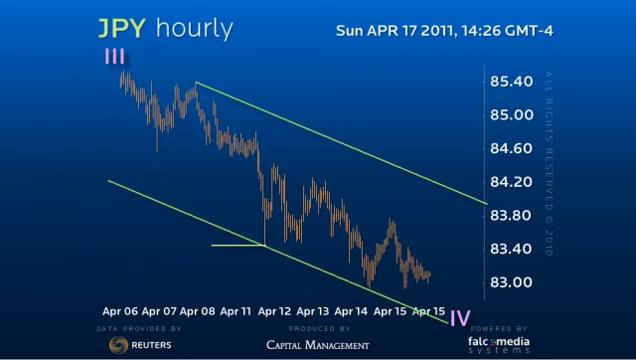 JPY hourly
Sun APR 17 2011, 14:26 GMT-4
III
85.40
85.00
84.60
84.20
83.80
83.40
83.00
ALL RIGHTS RESERVED © 2010
Apr 06 Apr 07 Apr 08 Apr 11 Apr 12 Apr 13 Apr 14 Apr 15 Apr 15
IV
DATA PROVIDED BY
REUTERS
PRODUCED BY
CAPITAL MANAGEMENT
POWERED BY
falc media
systems